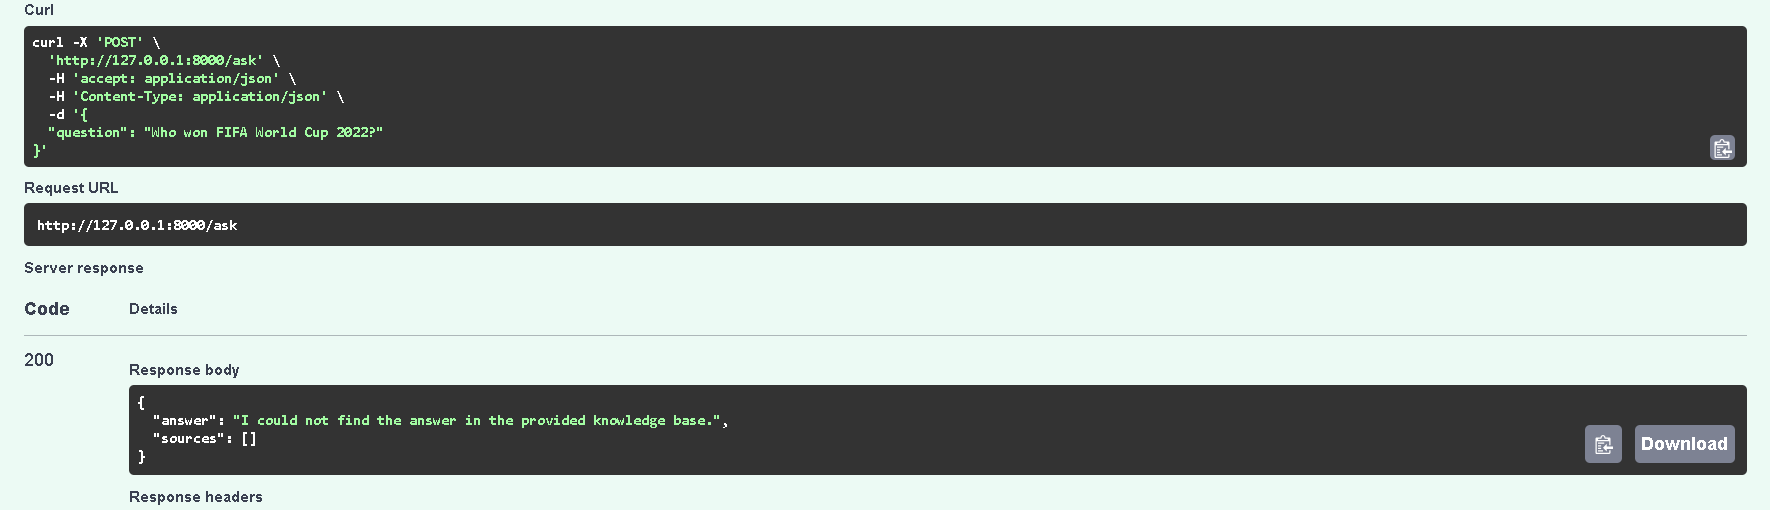 Curl
curl -X 'POST' \
  'http://127.0.0.1:8000/ask' \
  -H 'accept: application/json' \
  -H 'Content-Type: application/json' \
  -d '{
  "question": "Who won FIFA World Cup 2022?"
}'
Request URL
http://127.0.0.1:8000/ask
Server response
Code Details
200
Response body
{
  "answer": "I could not find the answer in the provided knowledge base.",
  "sources": []
}
Download
Response headers